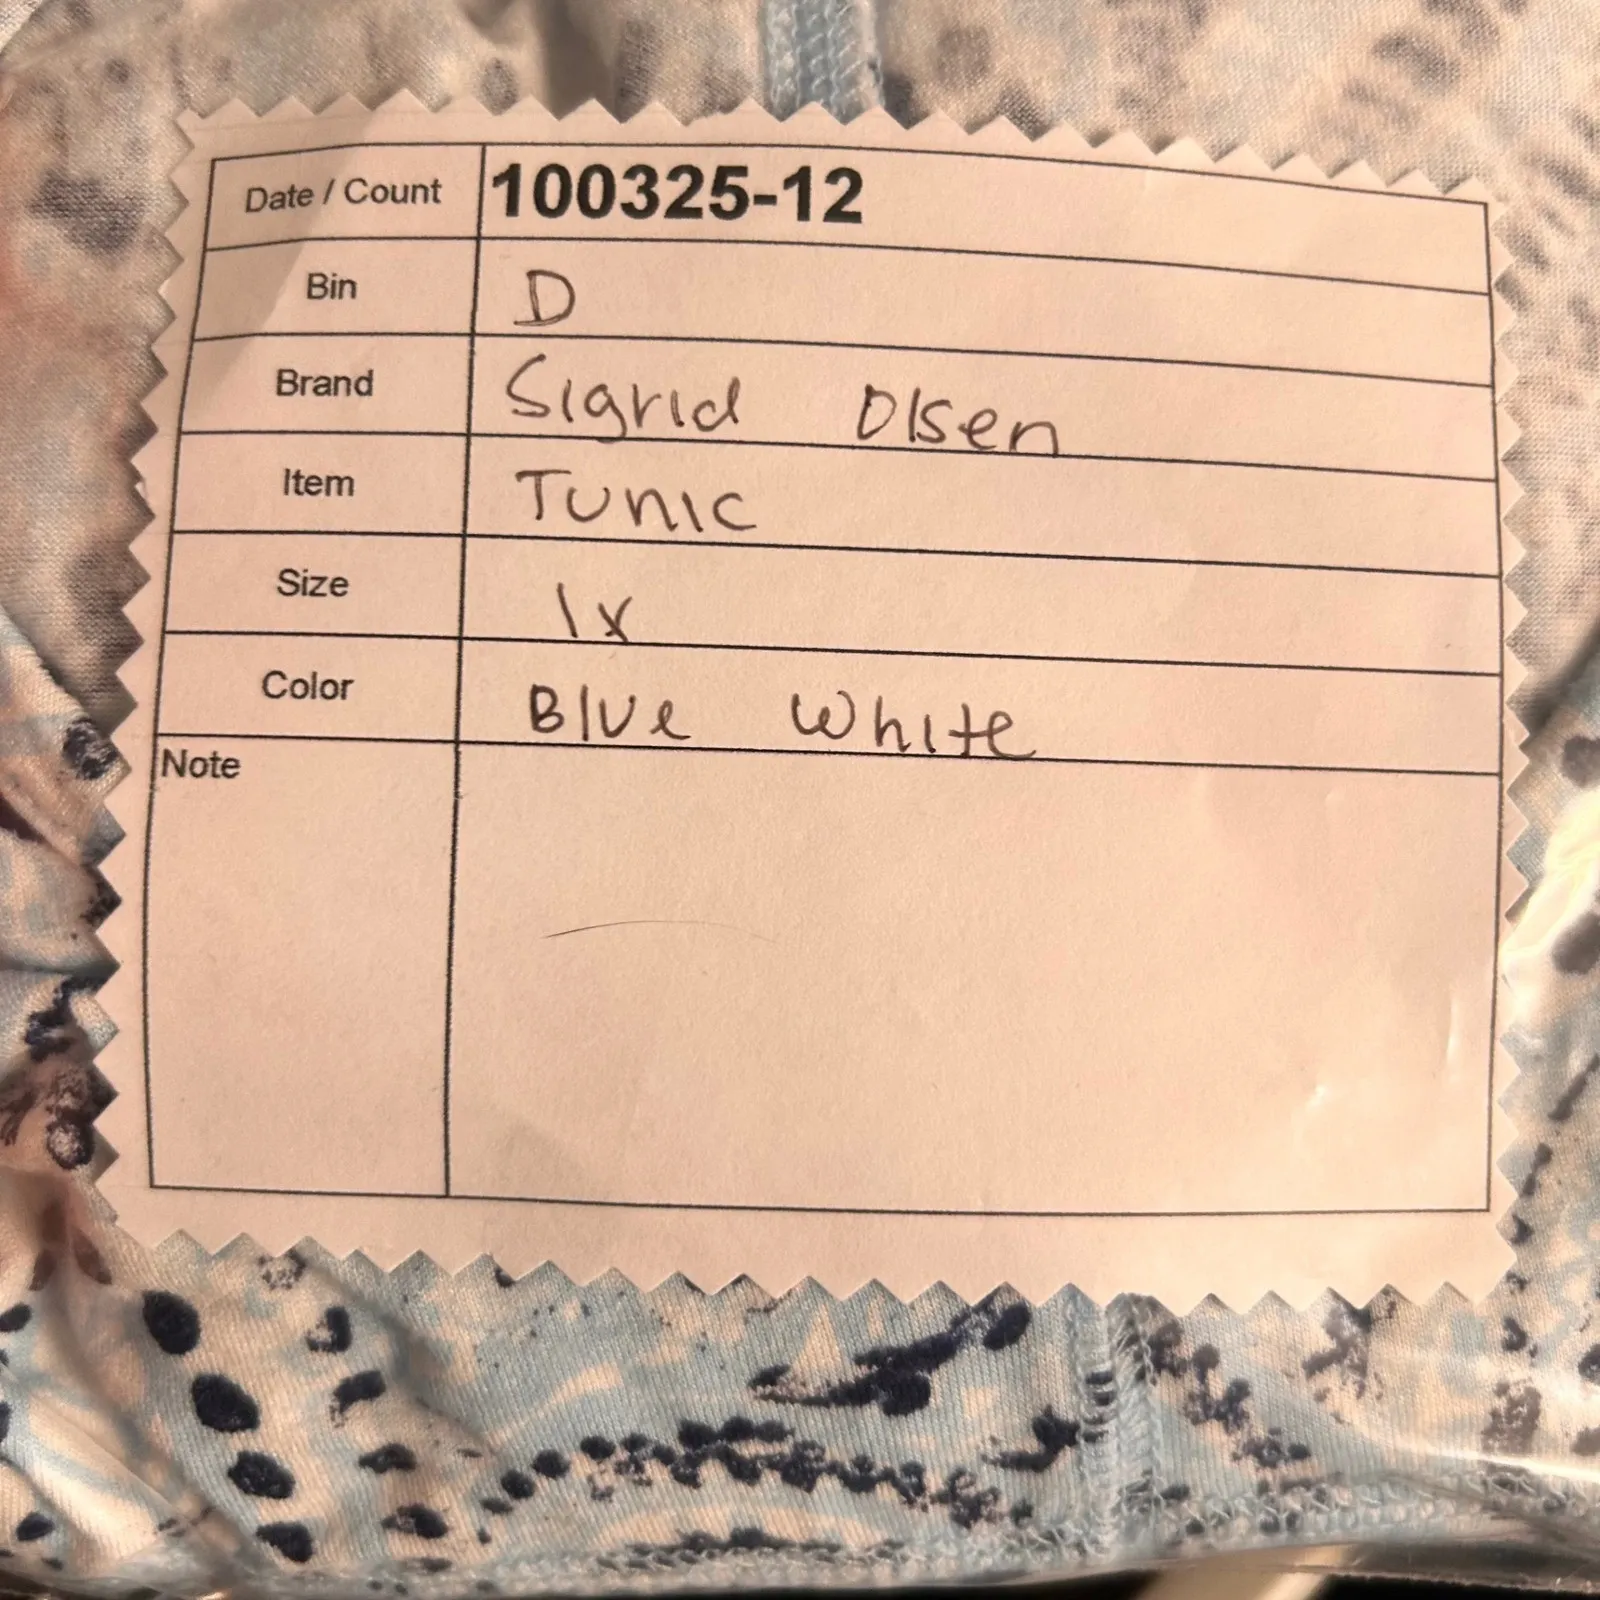 Date / Count 100325-12
Bin D
Brand Sigrid Olsen
Item Tunic
Size 1x
Color Blue White
Note